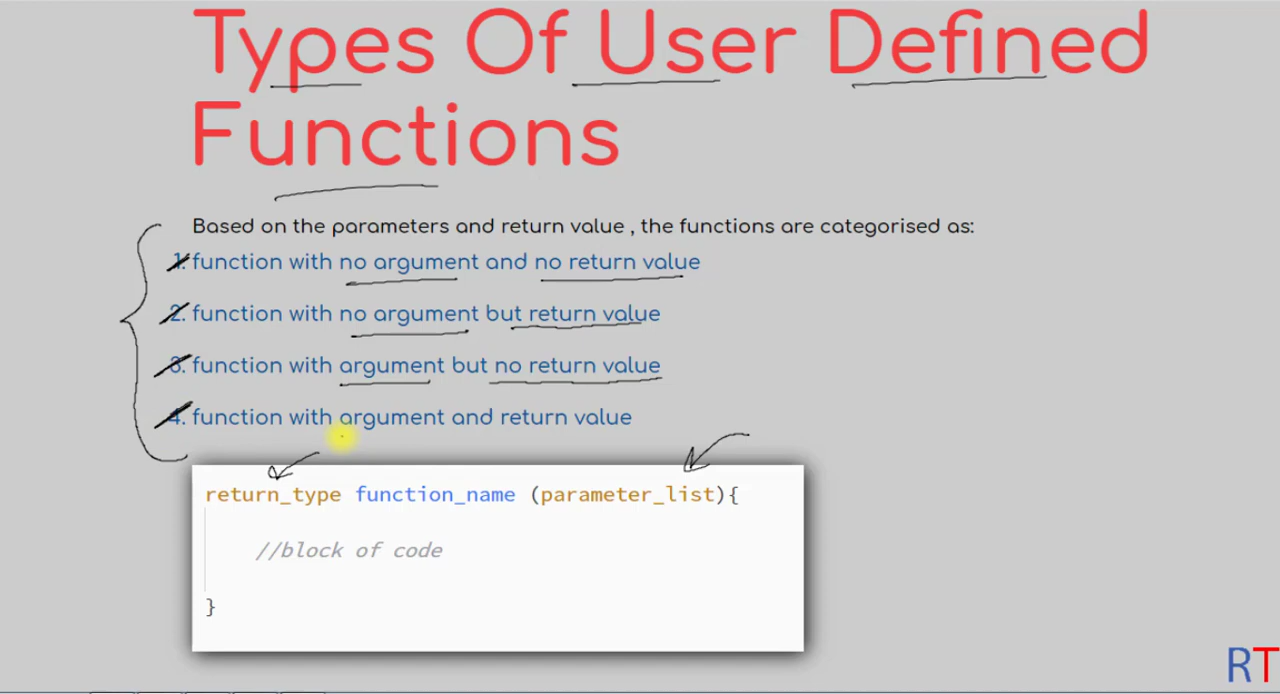 Types Of User Defined
Functions
Based on the parameters and return value , the functions are categorised as:
1. function with no argument and no return value
2. function with no argument but return value
3. function with argument but no return value
4. function with argument and return value
return_type function_name (parameter_list){
//block of code
}
RT